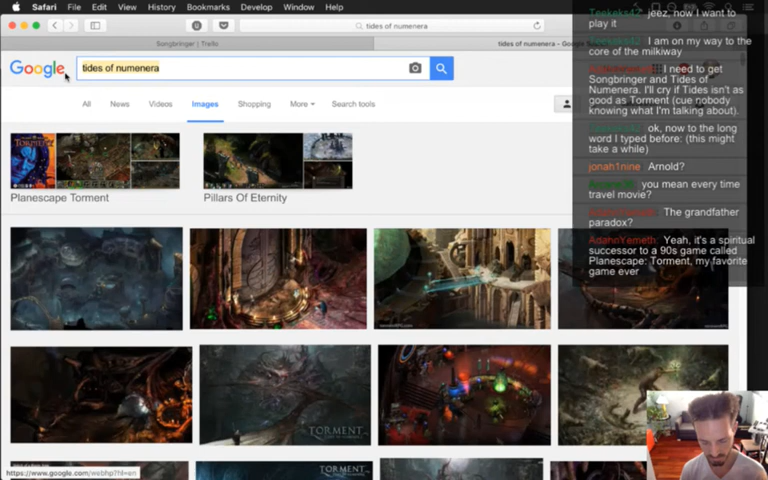 Safari File Edit View History Bookmarks Develop Window Help
tides of numenera
Songbringer | Trello
tides of numenera - Google
Google
tides of numenera
All News Videos Images Shopping More Search tools
Planescape Torment
Pillars Of Eternity
TORMENT
TORMENT
https://www.google.com/webhp?hl=en
Teekeks42: jeez, now I want to
play it
Teekeks42: I am on my way to the
core of the milkiway
I need to get
Songbringer and Tides of
Numenera. I'll cry if Tides isn't as
good as Torment (cue nobody
knowing what I'm talking about).
ok, now to the long
word I typed before: (this might
take a while)
jonah1nine Arnold?
you mean every time
travel movie?
The grandfather
paradox?
AdahnYemeth: Yeah, it's a spiritual
successor to a 90s game called
Planescape: Torment, my favorite
game ever